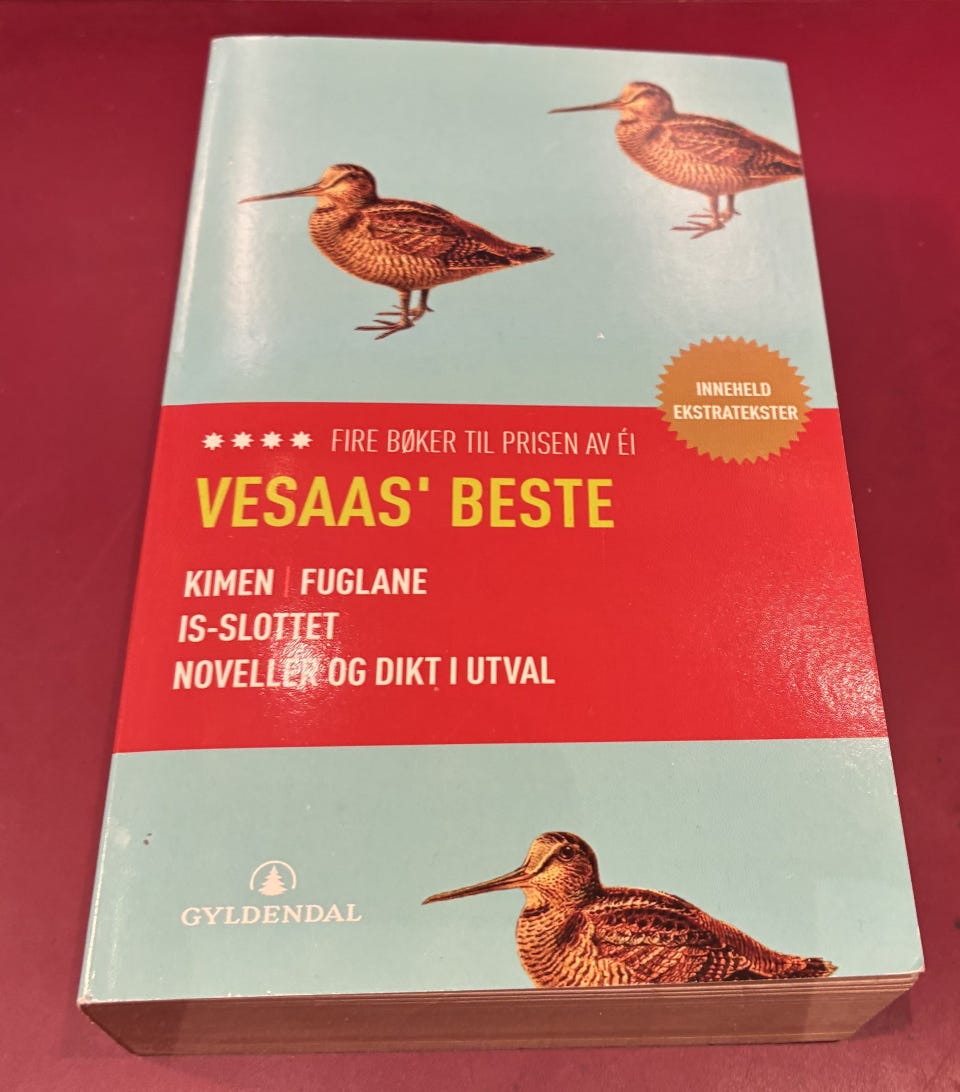 INNEHELD
EKSTRATEKSTER
FIRE BØKER TIL PRISEN AV ÉI
VESAAS' BESTE
KIMEN | FUGLANE
IS-SLOTTET
NOVELLER OG DIKT I UTVAL
GYLDENDAL